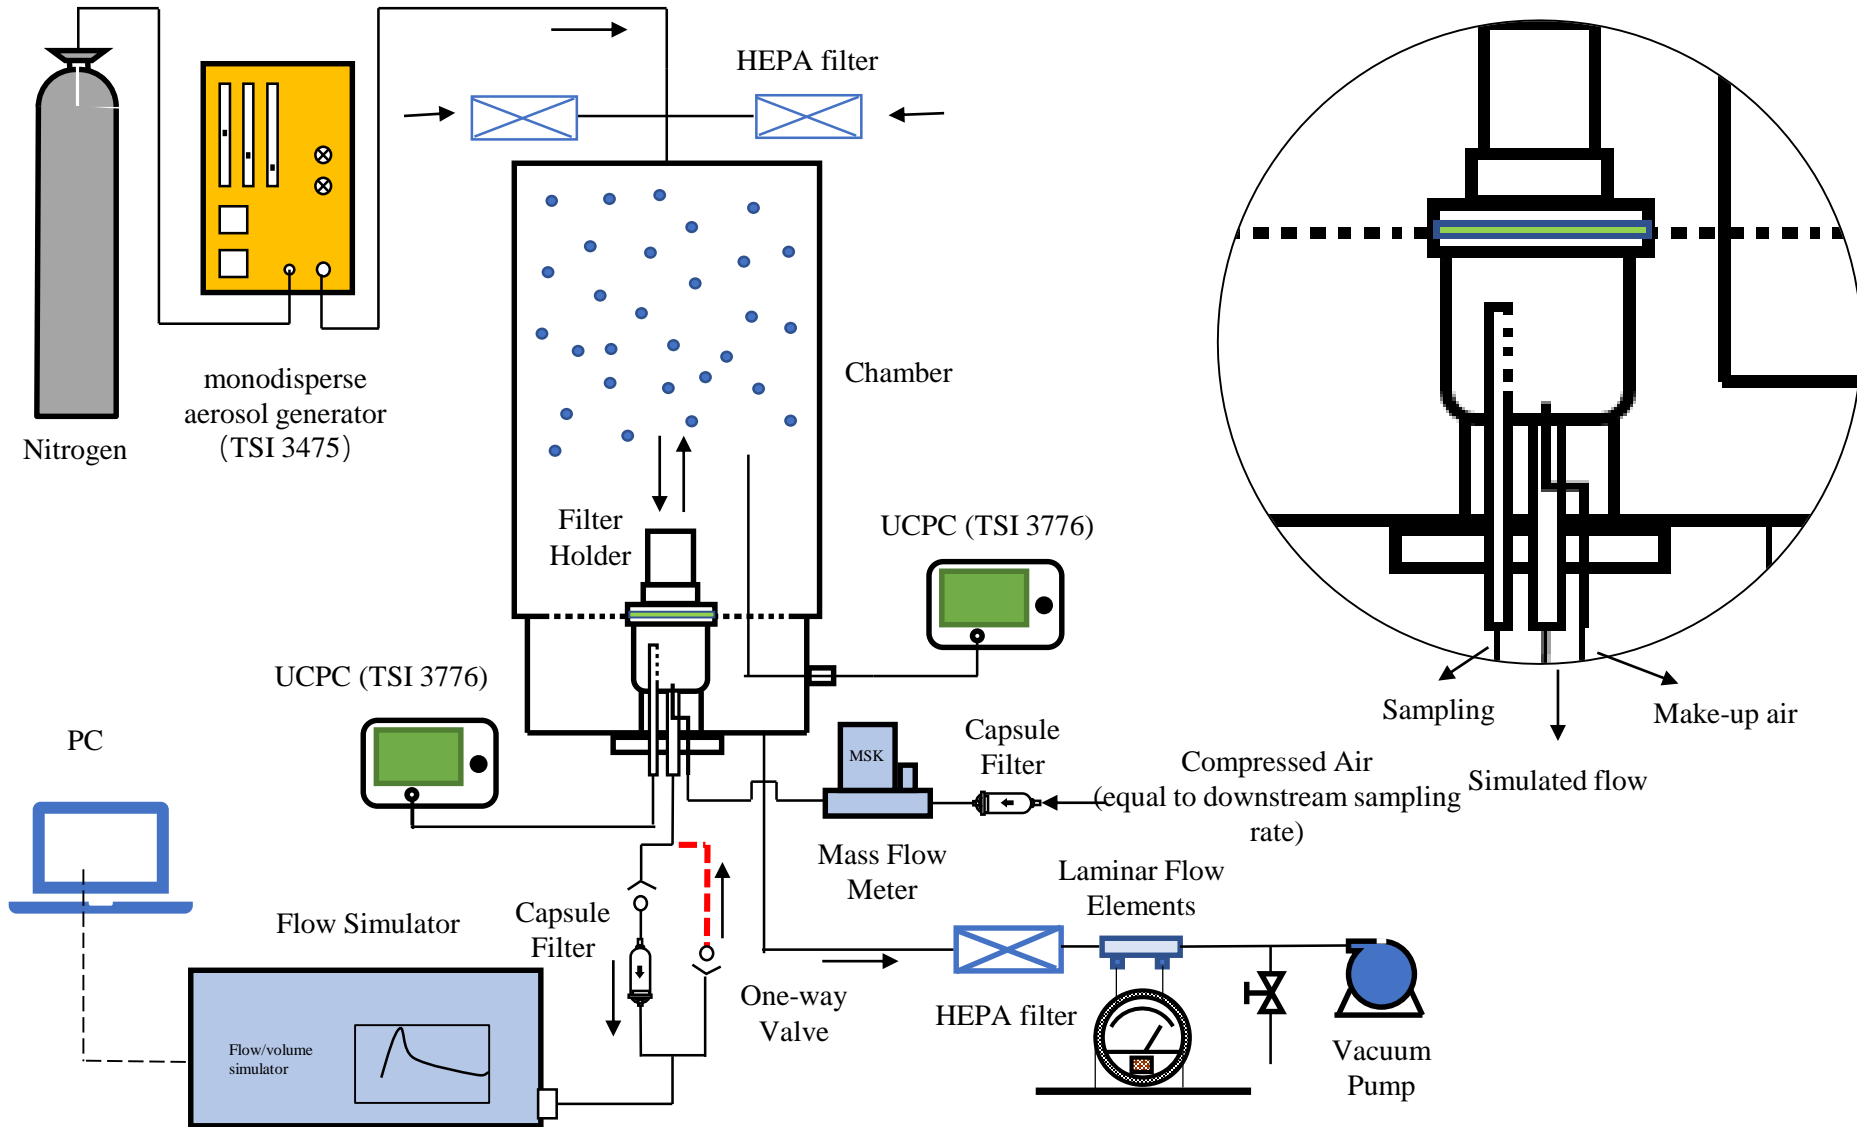 HEPA filter
monodisperse
aerosol generator
（TSI 3475）
Nitrogen
Chamber
Filter
Holder
UCPC (TSI 3776)
UCPC (TSI 3776)
Sampling
Make-up air
Simulated flow
PC
MSK
Capsule
Filter
Compressed Air
(equal to downstream sampling
rate)
Mass Flow
Meter
Laminar Flow
Elements
Flow Simulator
Capsule
Filter
One-way
Valve
HEPA filter
Vacuum
Pump
Flow/volume
simulator